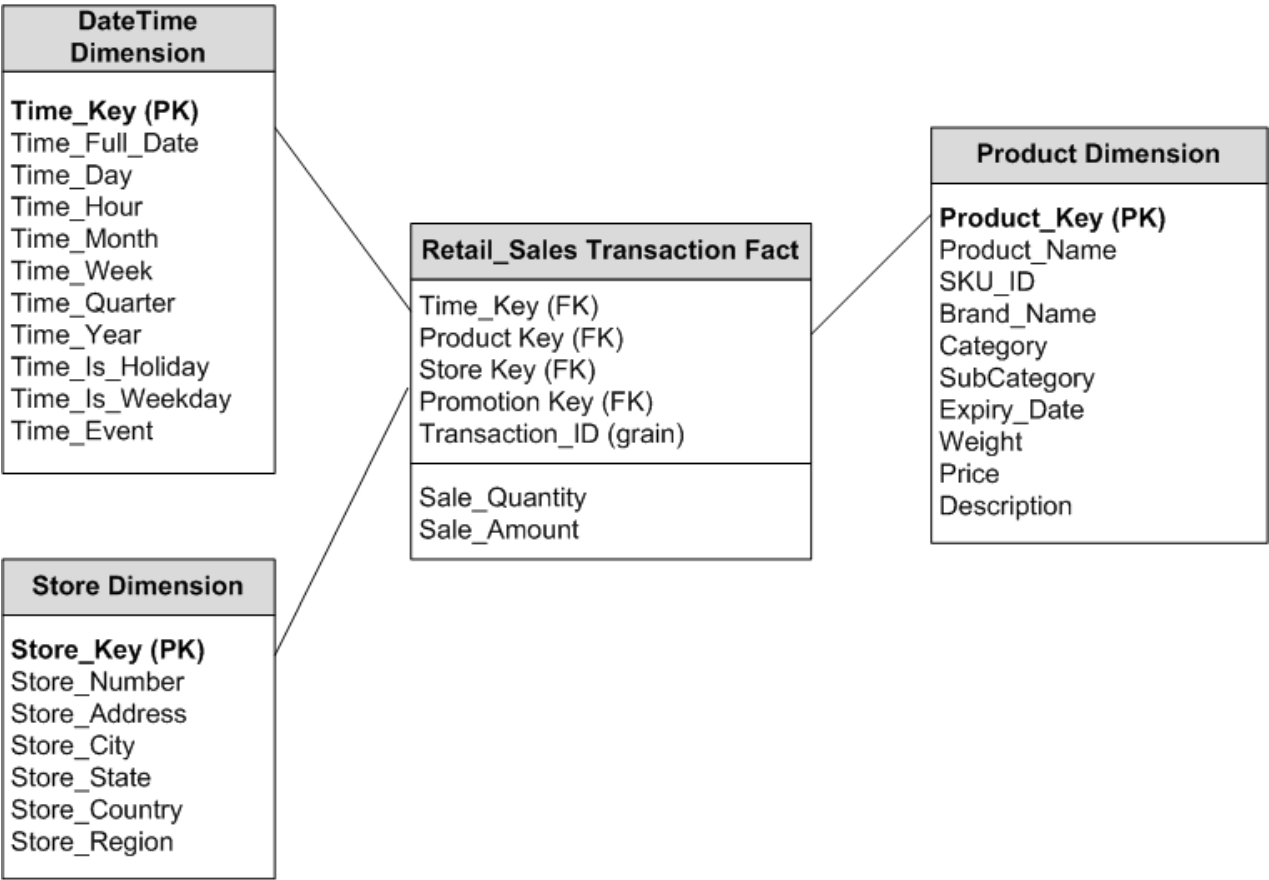 DateTime
Dimension
Time_Key (PK)
Time_Full_Date
Time_Day
Time_Hour
Time_Month
Time_Week
Time_Quarter
Time_Year
Time_Is_Holiday
Time_Is_Weekday
Time_Event
Retail_Sales Transaction Fact
Time_Key (FK)
Product Key (FK)
Store Key (FK)
Promotion Key (FK)
Transaction_ID (grain)
Sale_Quantity
Sale_Amount
Product Dimension
Product_Key (PK)
Product_Name
SKU_ID
Brand_Name
Category
SubCategory
Expiry_Date
Weight
Price
Description
Store Dimension
Store_Key (PK)
Store_Number
Store_Address
Store_City
Store_State
Store_Country
Store_Region